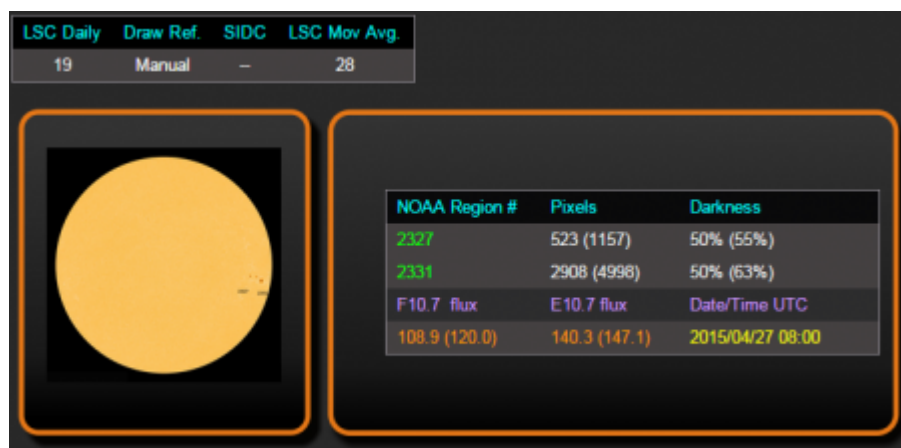 LSC Daily Draw Ref. SIDC LSC Mov Avg.
19 Manual – 28
NOAA Region # Pixels Darkness
2327 523 (1157) 50% (55%)
2331 2908 (4998) 50% (63%)
F10.7 flux E10.7 flux Date/Time UTC
108.9 (120.0) 140.3 (147.1) 2015/04/27 08:00